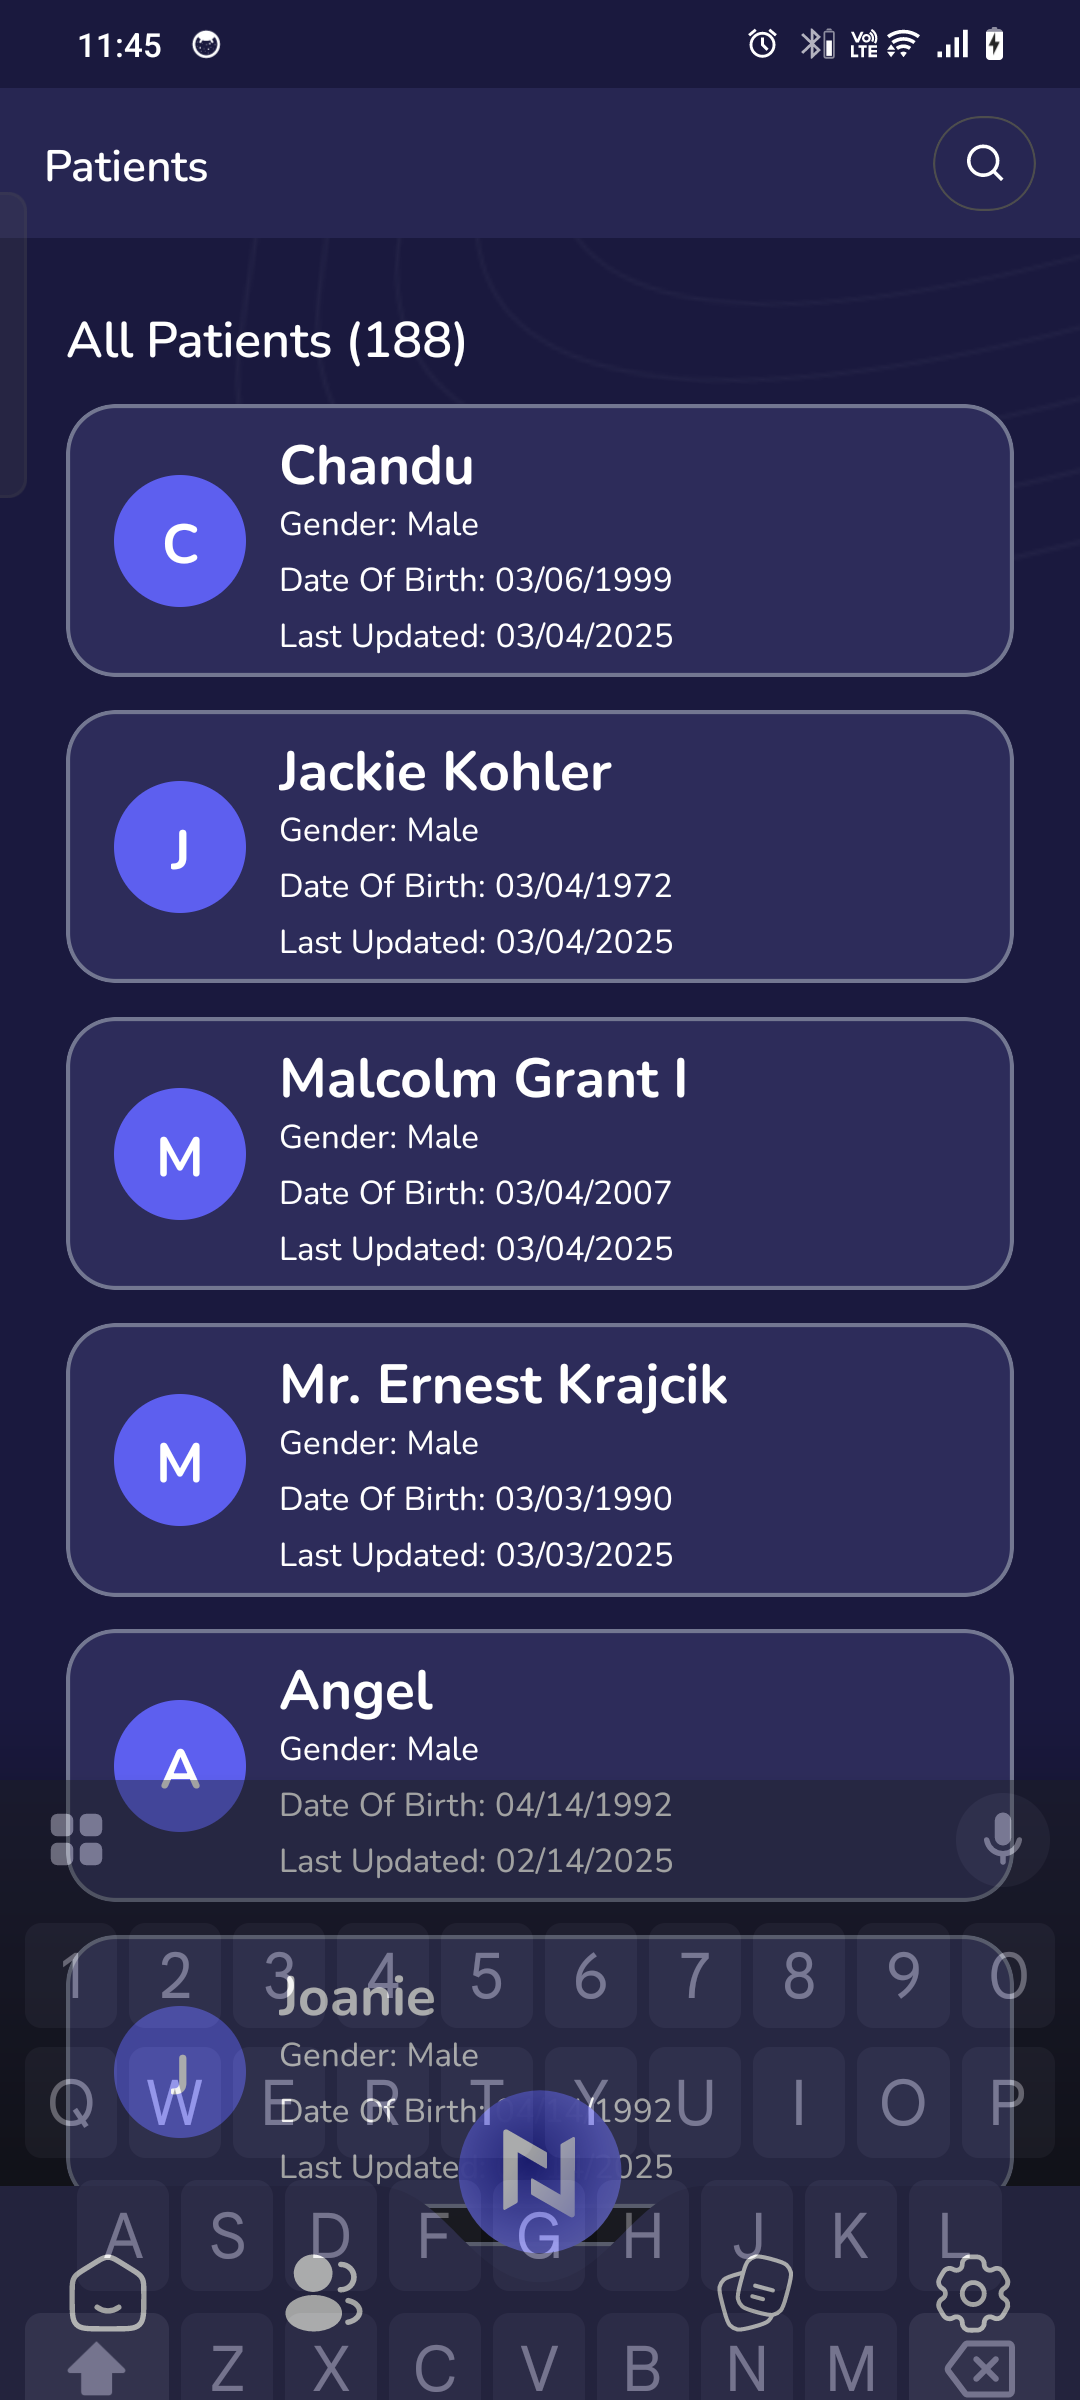 11:45
Vo)) LTE
Patients
All Patients (188)
C
Chandu
Gender: Male
Date Of Birth: 03/06/1999
Last Updated: 03/04/2025
J
Jackie Kohler
Gender: Male
Date Of Birth: 03/04/1972
Last Updated: 03/04/2025
M
Malcolm Grant I
Gender: Male
Date Of Birth: 03/04/2007
Last Updated: 03/04/2025
M
Mr. Ernest Krajcik
Gender: Male
Date Of Birth: 03/03/1990
Last Updated: 03/03/2025
A
Angel
Gender: Male
Date Of Birth: 04/14/1992
Last Updated: 02/14/2025
1 2 3 4 5 6 7 8 9 0
J
Joanie
Gender: Male
Q W E R T Y U I O P
Date Of Birth: 1992
Last
A S D F G H J K L
Z X C V B N M